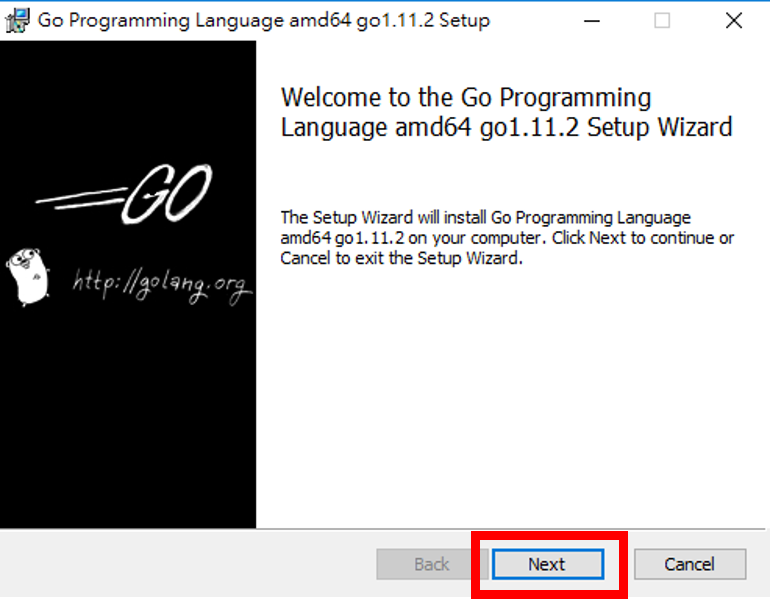 Go Programming Language amd64 go1.11.2 Setup
GO
http://golang.org
Welcome to the Go Programming
Language amd64 go1.11.2 Setup Wizard
The Setup Wizard will install Go Programming Language
amd64 go1.11.2 on your computer. Click Next to continue or
Cancel to exit the Setup Wizard.
Back Next Cancel